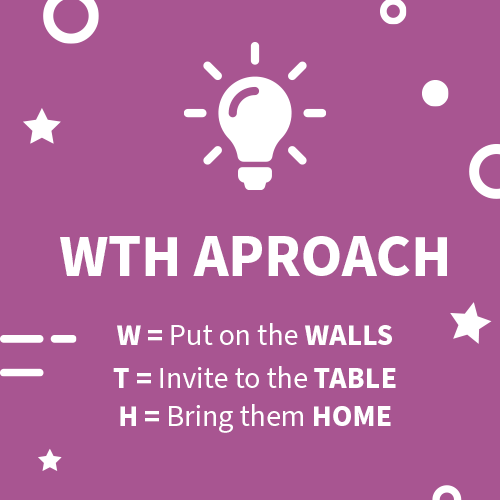 WTH APROACH
W = Put on the WALLS
T = Invite to the TABLE
H = Bring them HOME